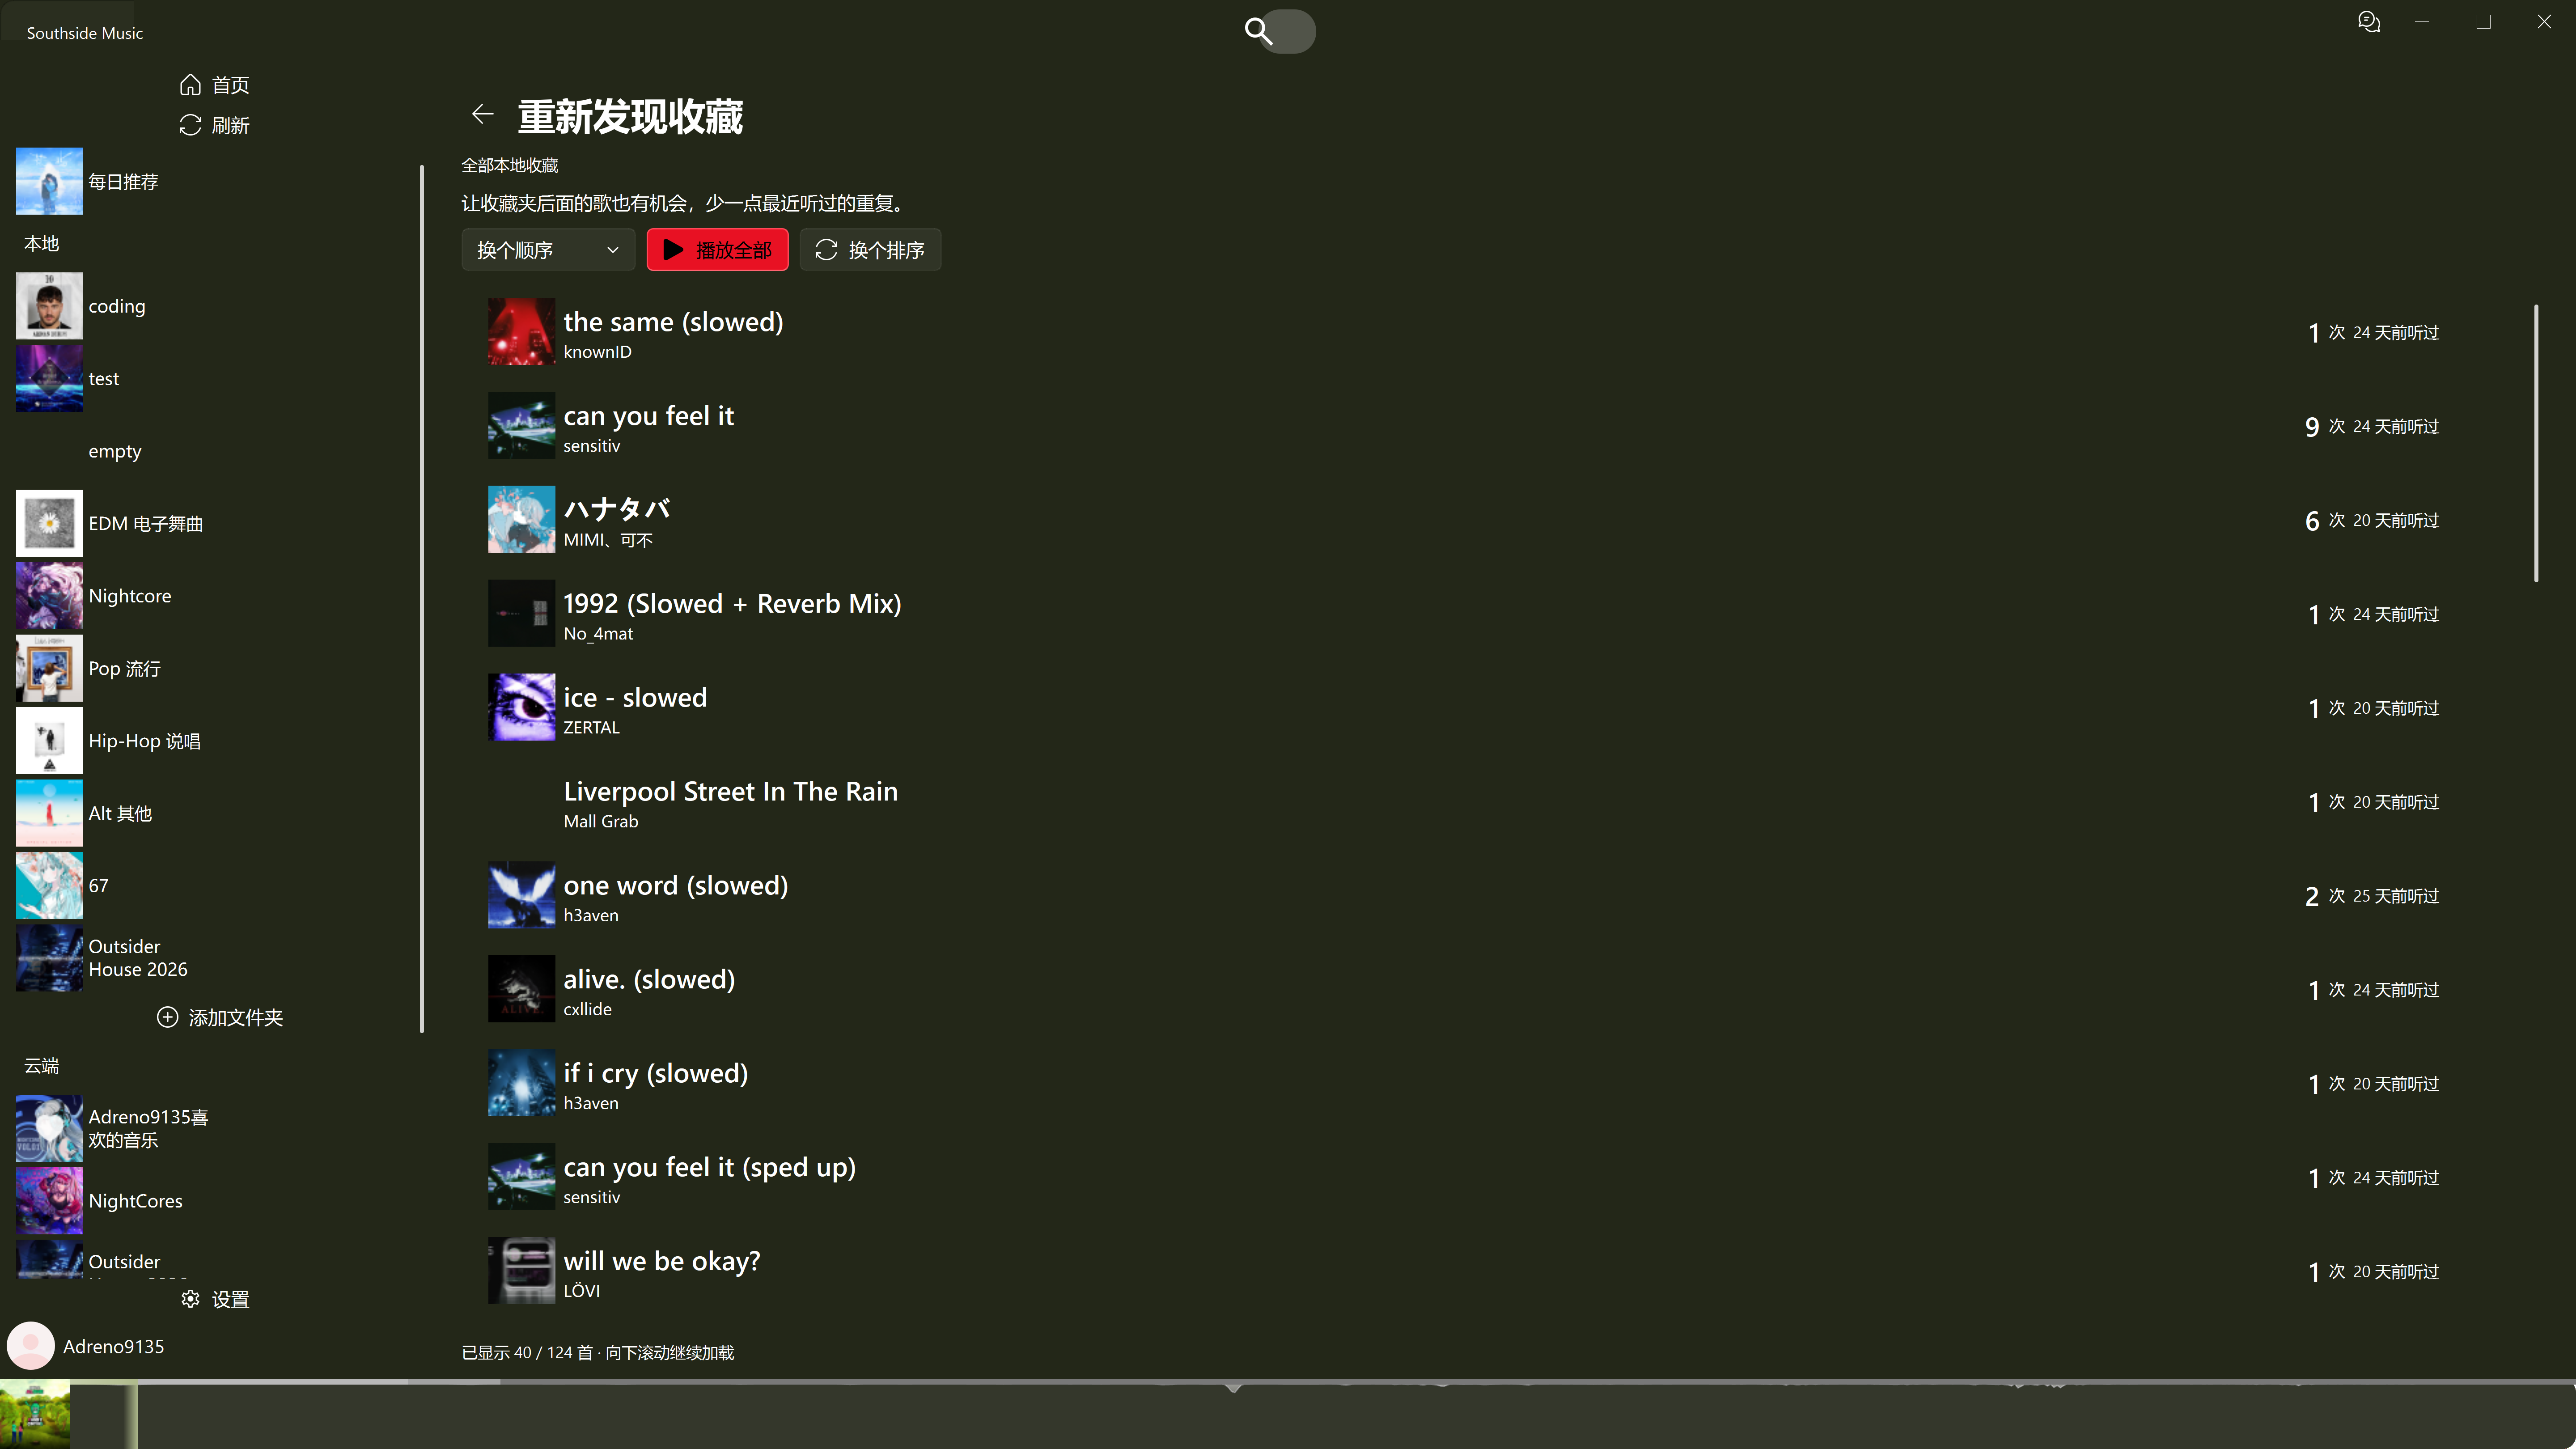 Southside Music
首页
刷新
每日推荐
本地
coding
test
empty
EDM 电子舞曲
Nightcore
Pop 流行
Hip-Hop 说唱
Alt 其他
67
Outsider
House 2026
添加文件夹
云端
Adreno9135喜
欢的音乐
NightCores
Outsider
设置
Adreno9135
重新发现收藏
全部本地收藏
让收藏夹后面的歌也有机会，少一点最近听过的重复。
换个顺序
播放全部
换个排序
the same (slowed)
knownID
1 次 24 天前听过
can you feel it
sensitiv
9 次 24 天前听过
ハナタバ
MIMI、可不
6 次 20 天前听过
1992 (Slowed + Reverb Mix)
No_4mat
1 次 24 天前听过
ice - slowed
ZERTAL
1 次 20 天前听过
Liverpool Street In The Rain
Mall Grab
1 次 20 天前听过
one word (slowed)
h3aven
2 次 25 天前听过
alive. (slowed)
cxllide
1 次 24 天前听过
if i cry (slowed)
h3aven
1 次 20 天前听过
can you feel it (sped up)
sensitiv
1 次 24 天前听过
will we be okay?
LÖVI
1 次 20 天前听过
已显示 40 / 124 首 · 向下滚动继续加载